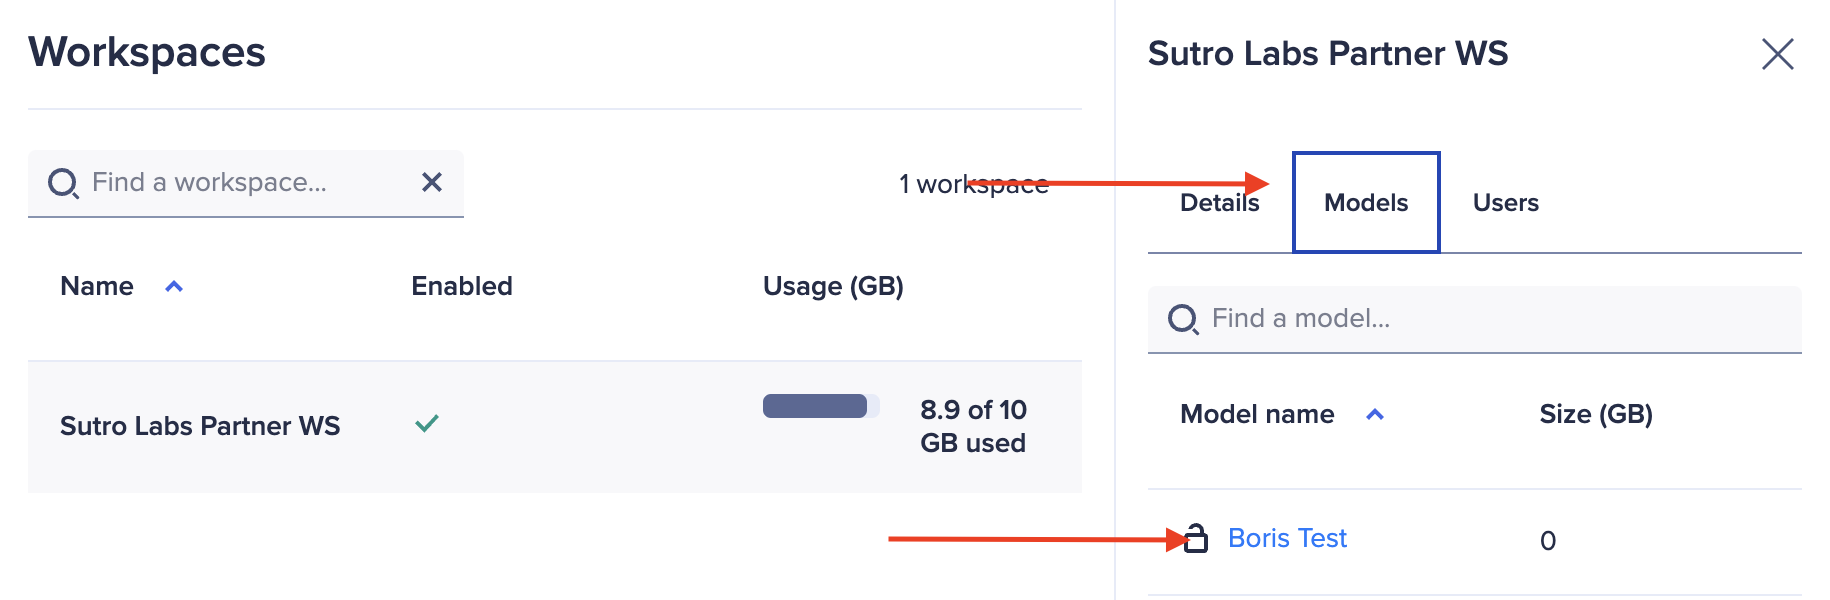 Workspaces
Find a workspace...
1 workspace
Name
Enabled
Usage (GB)
Sutro Labs Partner WS
8.9 of 10
GB used
Sutro Labs Partner WS
Details
Models
Users
Find a model...
Model name
Size (GB)
Boris Test
0